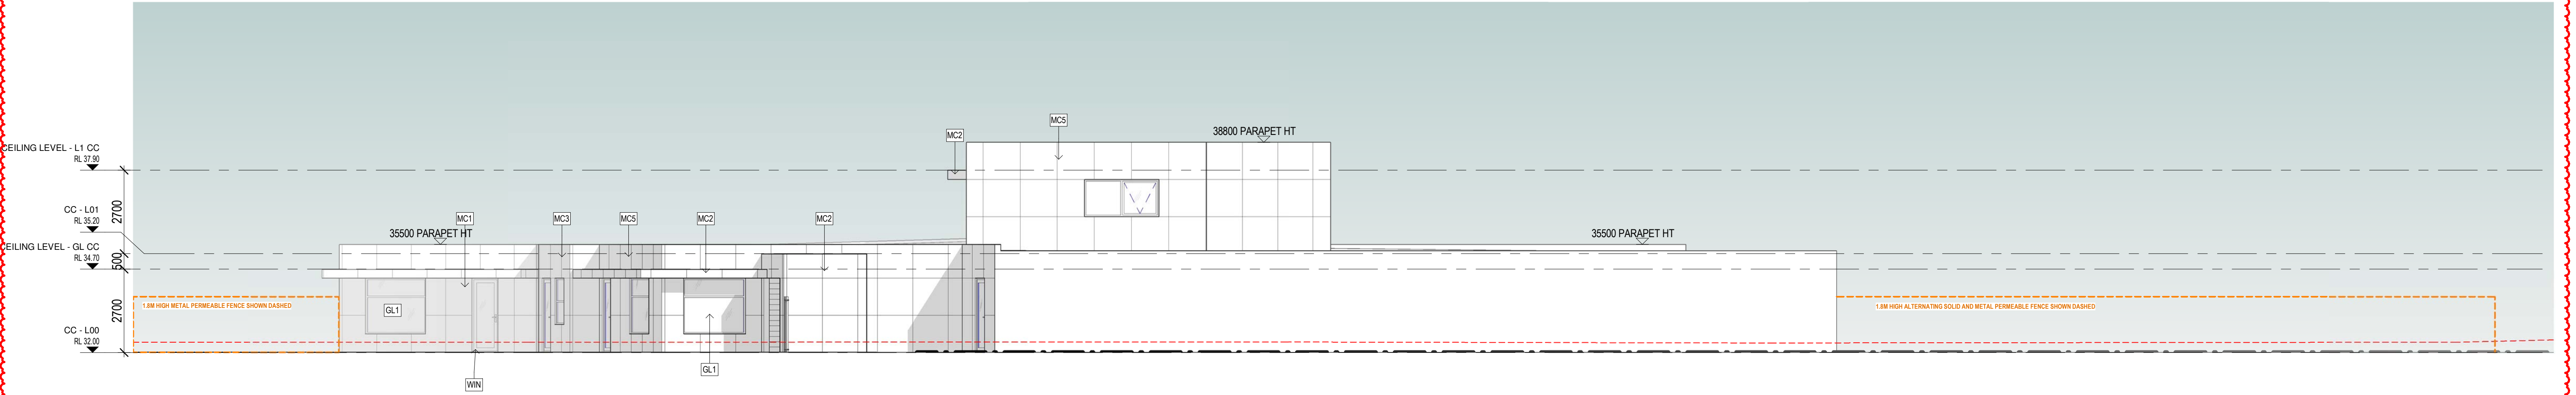 MC5
38800 PARAPET HT
MC2
CEILING LEVEL - L1 CC
RL 37.90
2700
CC - L01
RL 35.20
MC1
MC3
MC5
MC2
MC2
35500 PARAPET HT
35500 PARAPET HT
CEILING LEVEL - GL CC
RL 34.70
500
1.8M HIGH METAL PERMEABLE FENCE SHOWN DASHED
GL1
1.8M HIGH ALTERNATING SOLID AND METAL PERMEABLE FENCE SHOWN DASHED
2700
CC - L00
RL 32.00
GL1
WIN